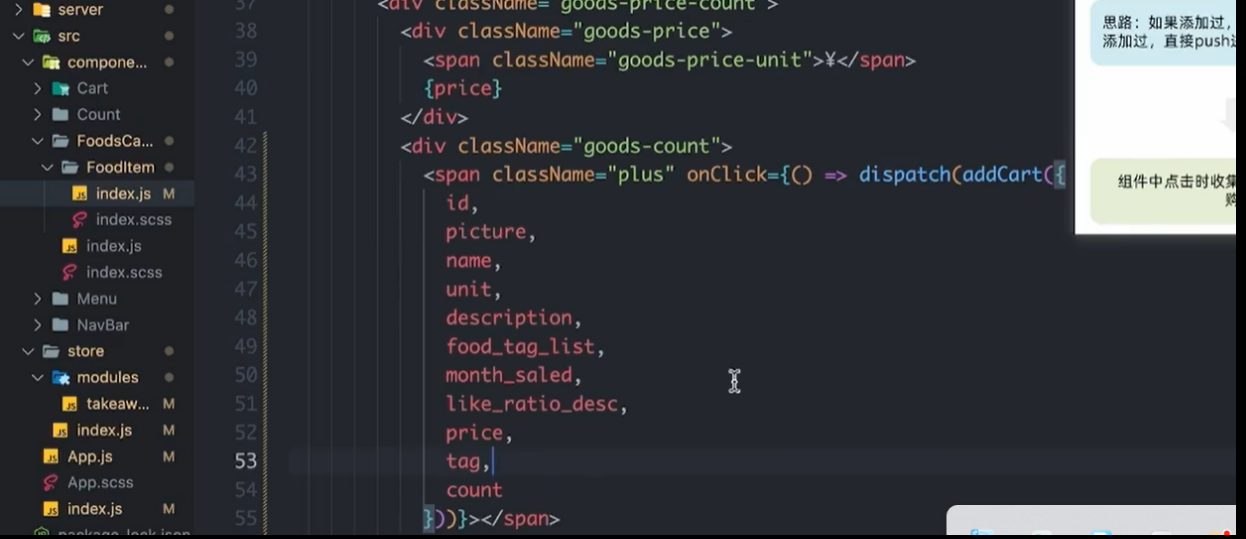 server
src
compone...
Cart
Count
FoodsCa...
FoodItem
index.js M
index.scss
index.js
index.scss
Menu
NavBar
store
modules
takeaw... M
index.js M
App.js M
App.scss
index.js M
package-lock.json
37 <div className="goods-price-count">
38 <div className="goods-price">
39 <span className="goods-price-unit">¥</span>
40 {price}
41 </div>
42 <div className="goods-count">
43 <span className="plus" onClick={() => dispatch(addCart({
44 id,
45 picture,
46 name,
47 unit,
48 description,
49 food_tag_list,
50 month_saled,
51 like_ratio_desc,
52 price,
53 tag,
54 count
55 }))}></span>
思路：如果添加过，
添加过，直接push
组件中点击时收集
购